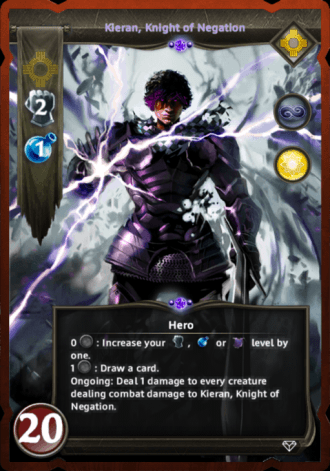 Kieran, Knight of Negation
2
1
Hero
0 : Increase your , or level by
one.
1 : Draw a card.
Ongoing: Deal 1 damage to every creature
dealing combat damage to Kieran, Knight of
Negation.
20